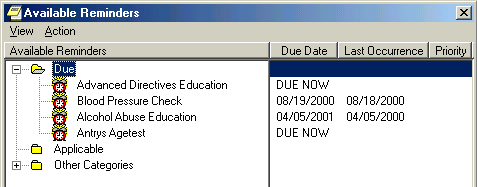 Available Reminders
View Action
Available Reminders Due Date Last Occurrence Priority
Due
Advanced Directives Education DUE NOW
Blood Pressure Check 08/19/2000 08/18/2000
Alcohol Abuse Education 04/05/2001 04/05/2000
Antrys Agetest DUE NOW
Applicable
Other Categories